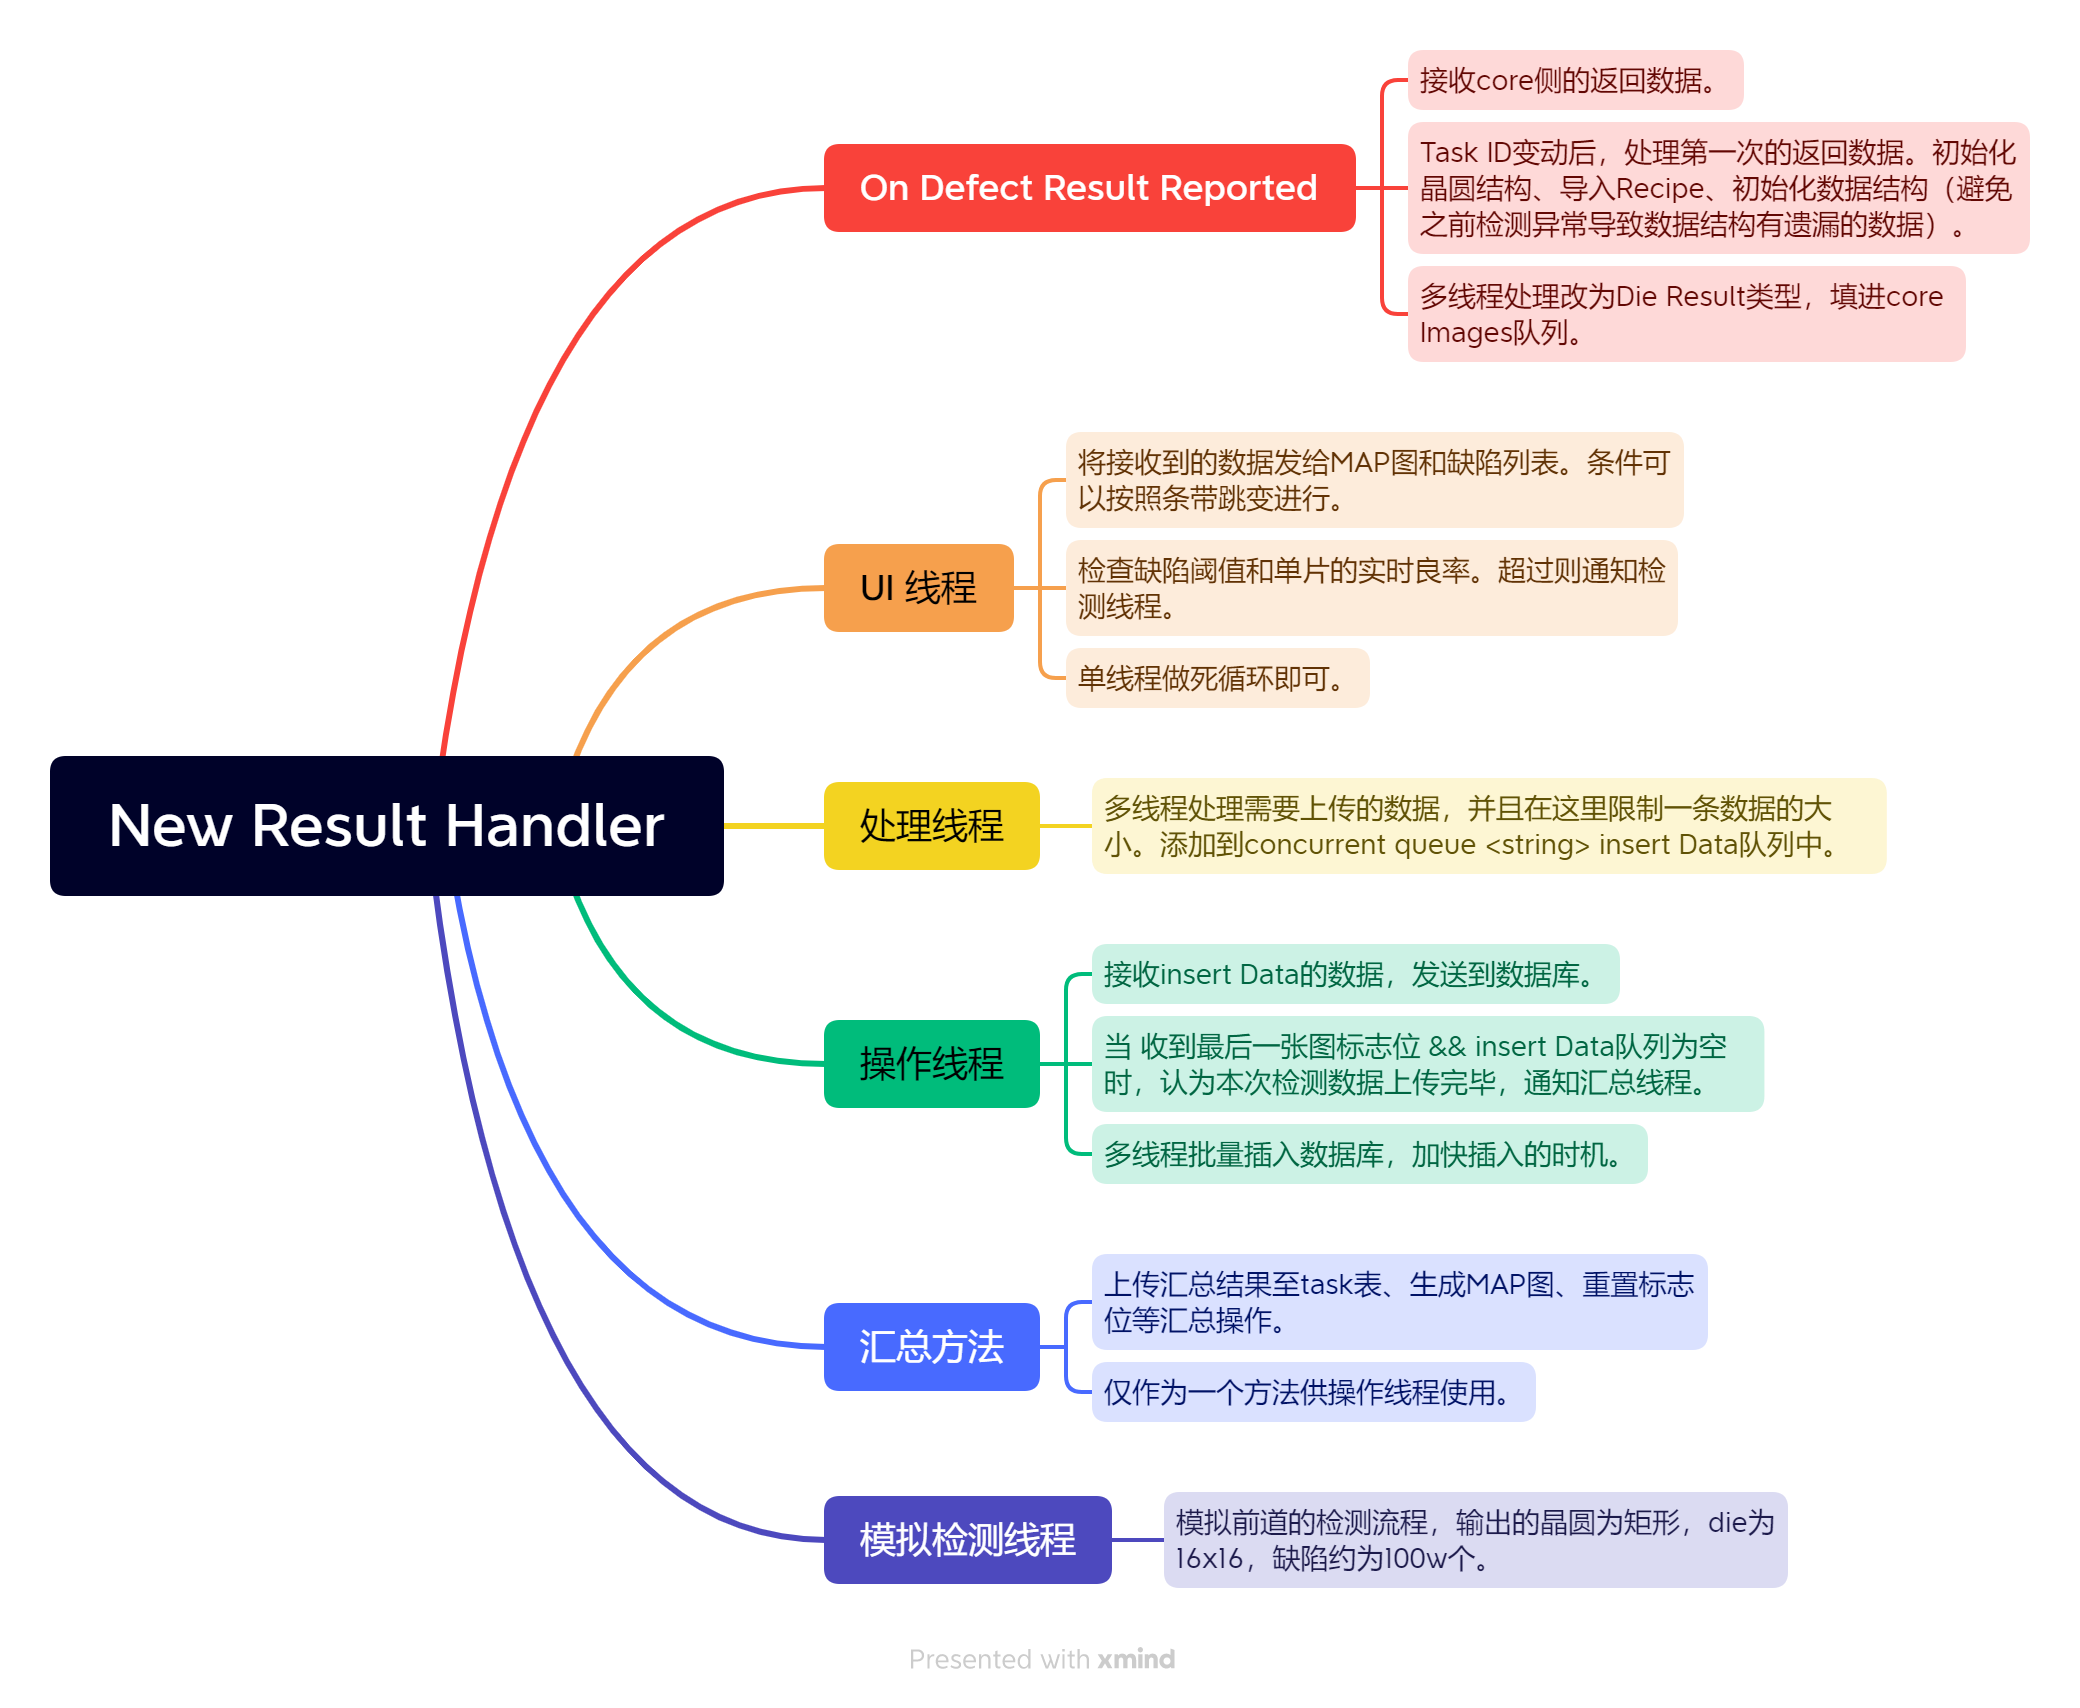 New Result Handler
On Defect Result Reported
接收core侧的返回数据。
Task ID变动后，处理第一次的返回数据。初始化
晶圆结构、导入Recipe、初始化数据结构（避免
之前检测异常导致数据结构有遗漏的数据）。
多线程处理改为Die Result类型，填进core
Images队列。
UI 线程
将接收到的数据发给MAP图和缺陷列表。条件可
以按照条带跳变进行。
检查缺陷阈值和单片的实时良率。超过则通知检
测线程。
单线程做死循环即可。
处理线程
多线程处理需要上传的数据，并且在这里限制一条数据的大
小。添加到concurrent queue <string> insert Data队列中。
操作线程
接收insert Data的数据，发送到数据库。
当 收到最后一张图标志位 && insert Data队列为空
时，认为本次检测数据上传完毕，通知汇总线程。
多线程批量插入数据库，加快插入的时机。
汇总方法
上传汇总结果至task表、生成MAP图、重置标志
位等汇总操作。
仅作为一个方法供操作线程使用。
模拟检测线程
模拟前道的检测流程，输出的晶圆为矩形，die为
16x16，缺陷约为100w个。
Presented with xmind